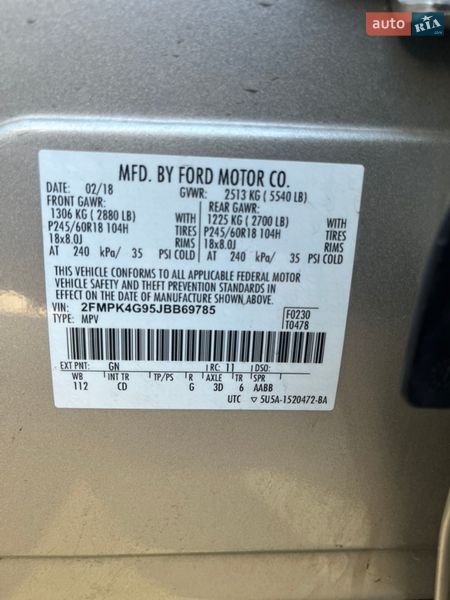 auto RIA .com
MFD. BY FORD MOTOR CO.
DATE: 02/18 GVWR: 2513 KG ( 5540 LB)
FRONT GAWR: REAR GAWR:
1306 KG ( 2880 LB) WITH 1225 KG ( 2700 LB) WITH
P245/60R18 104H TIRES P245/60R18 104H TIRES
18x8.0J RIMS 18x8.0J RIMS
AT 240 kPa/ 35 PSI COLD AT 240 kPa/ 35 PSI COLD
THIS VEHICLE CONFORMS TO ALL APPLICABLE FEDERAL MOTOR
VEHICLE SAFETY AND THEFT PREVENTION STANDARDS IN EFFECT ON
THE DATE OF MANUFACTURE SHOWN ABOVE.
VIN: 2FMPK4G95JBB69785 F0230
TYPE: MPV T0478
EXT PNT: GN RC: 11 DSO:
WB INT TR TP/PS R AXLE TR SPR
112 CD G 3D 6 AABB
UTC ▽ 5U5A-1520472-BA